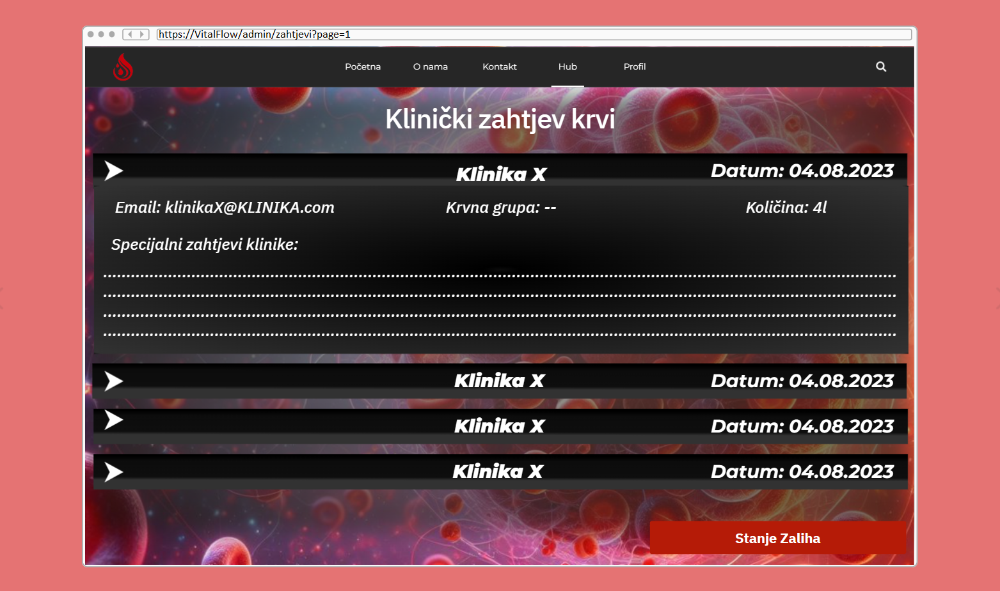 https://VitalFlow/admin/zahtjevi?page=1
Početna O nama Kontakt Hub Profil
Klinički zahtjev krvi
Klinika X Datum: 04.08.2023
Email: klinikaX@KLINIKA.com Krvna grupa: -- Količina: 4l
Specijalni zahtjevi klinike:
Klinika X Datum: 04.08.2023
Klinika X Datum: 04.08.2023
Klinika X Datum: 04.08.2023
Stanje Zaliha